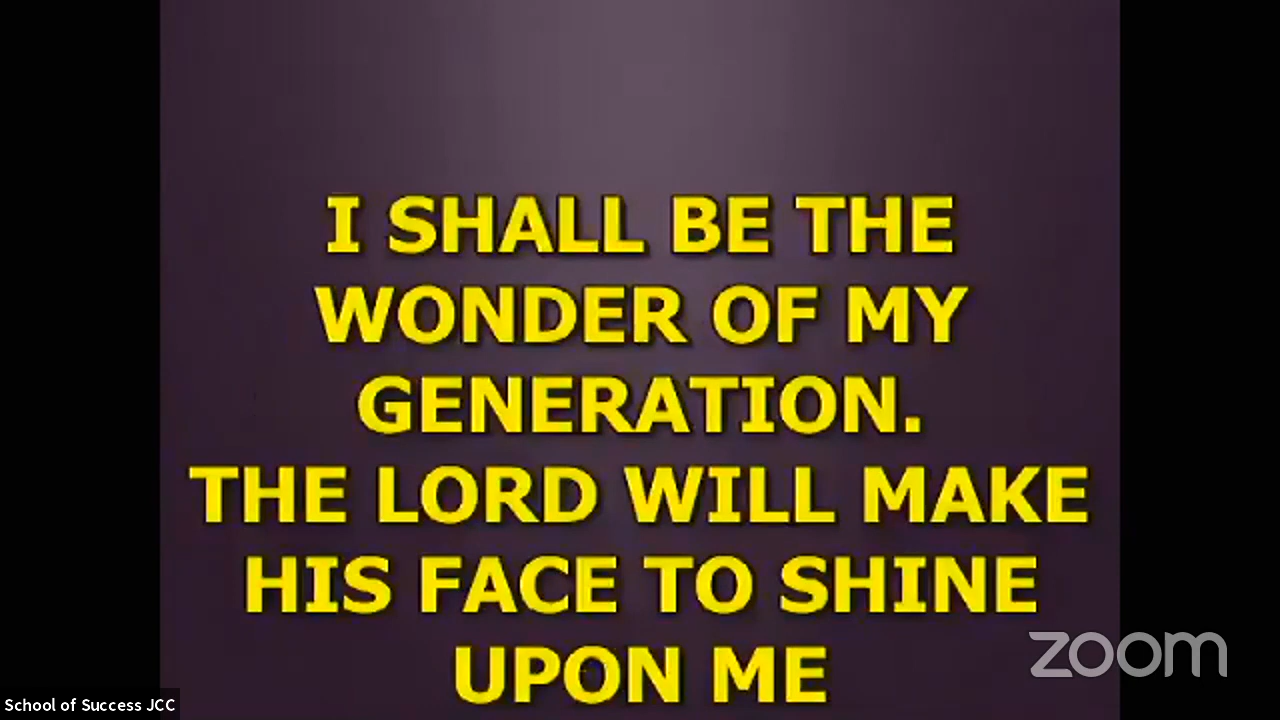 I SHALL BE THE
WONDER OF MY
GENERATION.
THE LORD WILL MAKE
HIS FACE TO SHINE
UPON ME
zoom
School of Success JCC